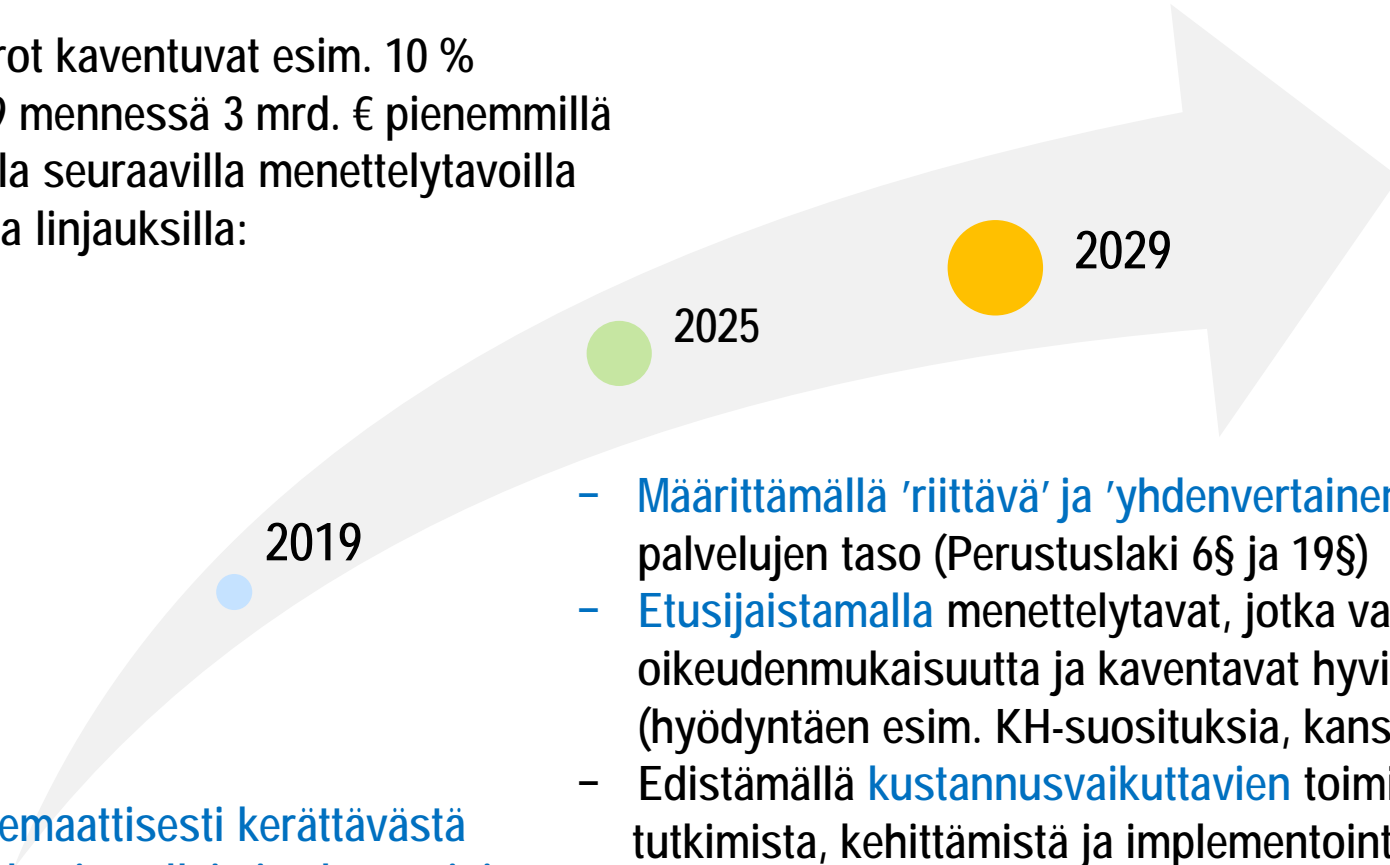 rot kaventuvat esim. 10 %
9 mennessä 3 mrd. € pienemmillä
lla seuraavilla menettelytavoilla
a linjauksilla:
2029
2025
2019
– Määrittämällä ’riittävä’ ja ’yhdenvertainen
palvelujen taso (Perustuslaki 6§ ja 19§)
– Etusijaistamalla menettelytavat, jotka va
oikeudenmukaisuutta ja kaventavat hyvi
(hyödyntäen esim. KH-suosituksia, kans
– Edistämällä kustannusvaikuttavien toimi
tutkimista, kehittämistä ja implementoint
emaattisesti kerättävästä